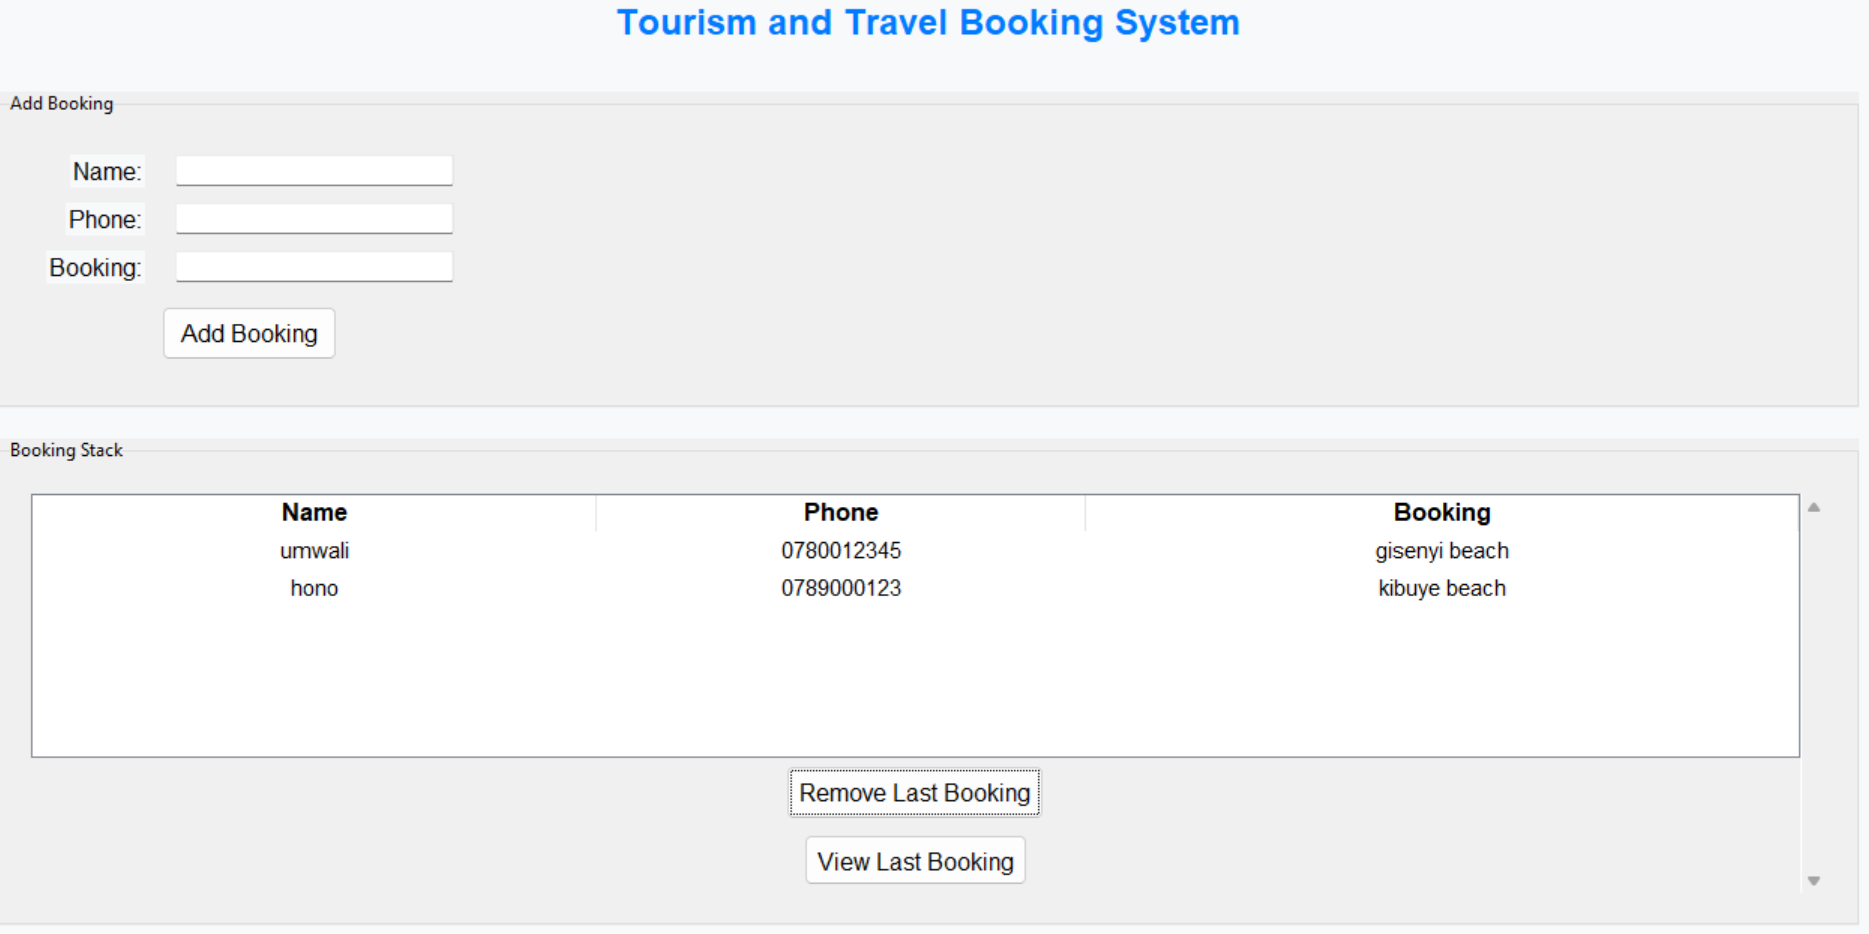 Tourism and Travel Booking System
Add Booking
Name:
Phone:
Booking:
Add Booking
Booking Stack
Name Phone Booking
umwali 0780012345 gisenyi beach
hono 0789000123 kibuye beach
Remove Last Booking
View Last Booking